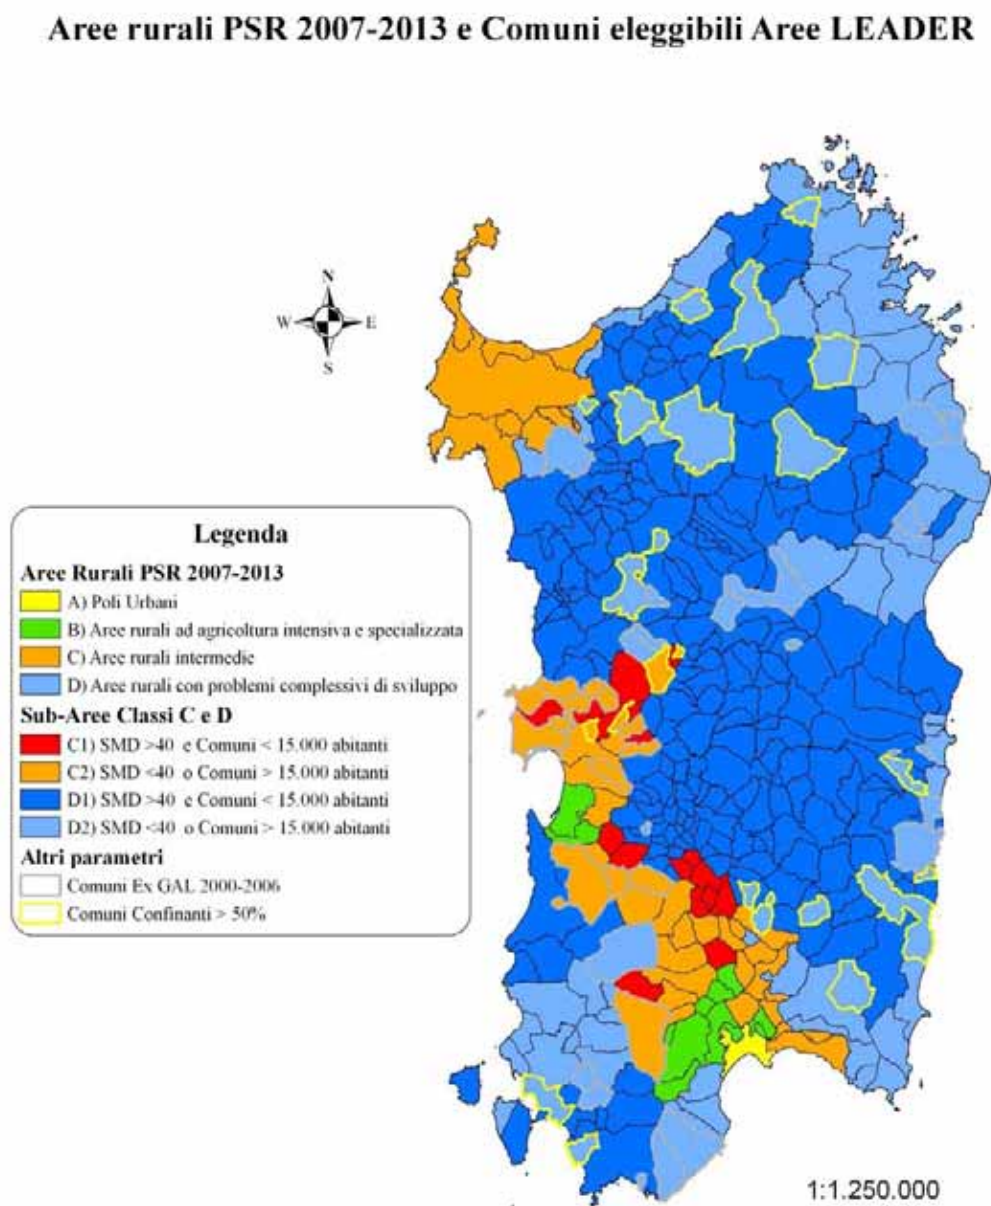 Aree rurali PSR 2007-2013 e Comuni eleggibili Aree LEADER
N
W E
S
Legenda
Aree Rurali PSR 2007-2013
A) Poli Urbani
B) Aree rurali ad agricoltura intensiva e specializzata
C) Aree rurali intermedie
D) Aree rurali con problemi complessivi di sviluppo
Sub-Aree Classi C e D
C1) SMD >40 e Comuni < 15.000 abitanti
C2) SMD <40 o Comuni > 15.000 abitanti
D1) SMD >40 e Comuni < 15.000 abitanti
D2) SMD <40 o Comuni > 15.000 abitanti
Altri parametri
Comuni Ex GAL 2000-2006
Comuni Confinanti > 50%
1:1.250.000